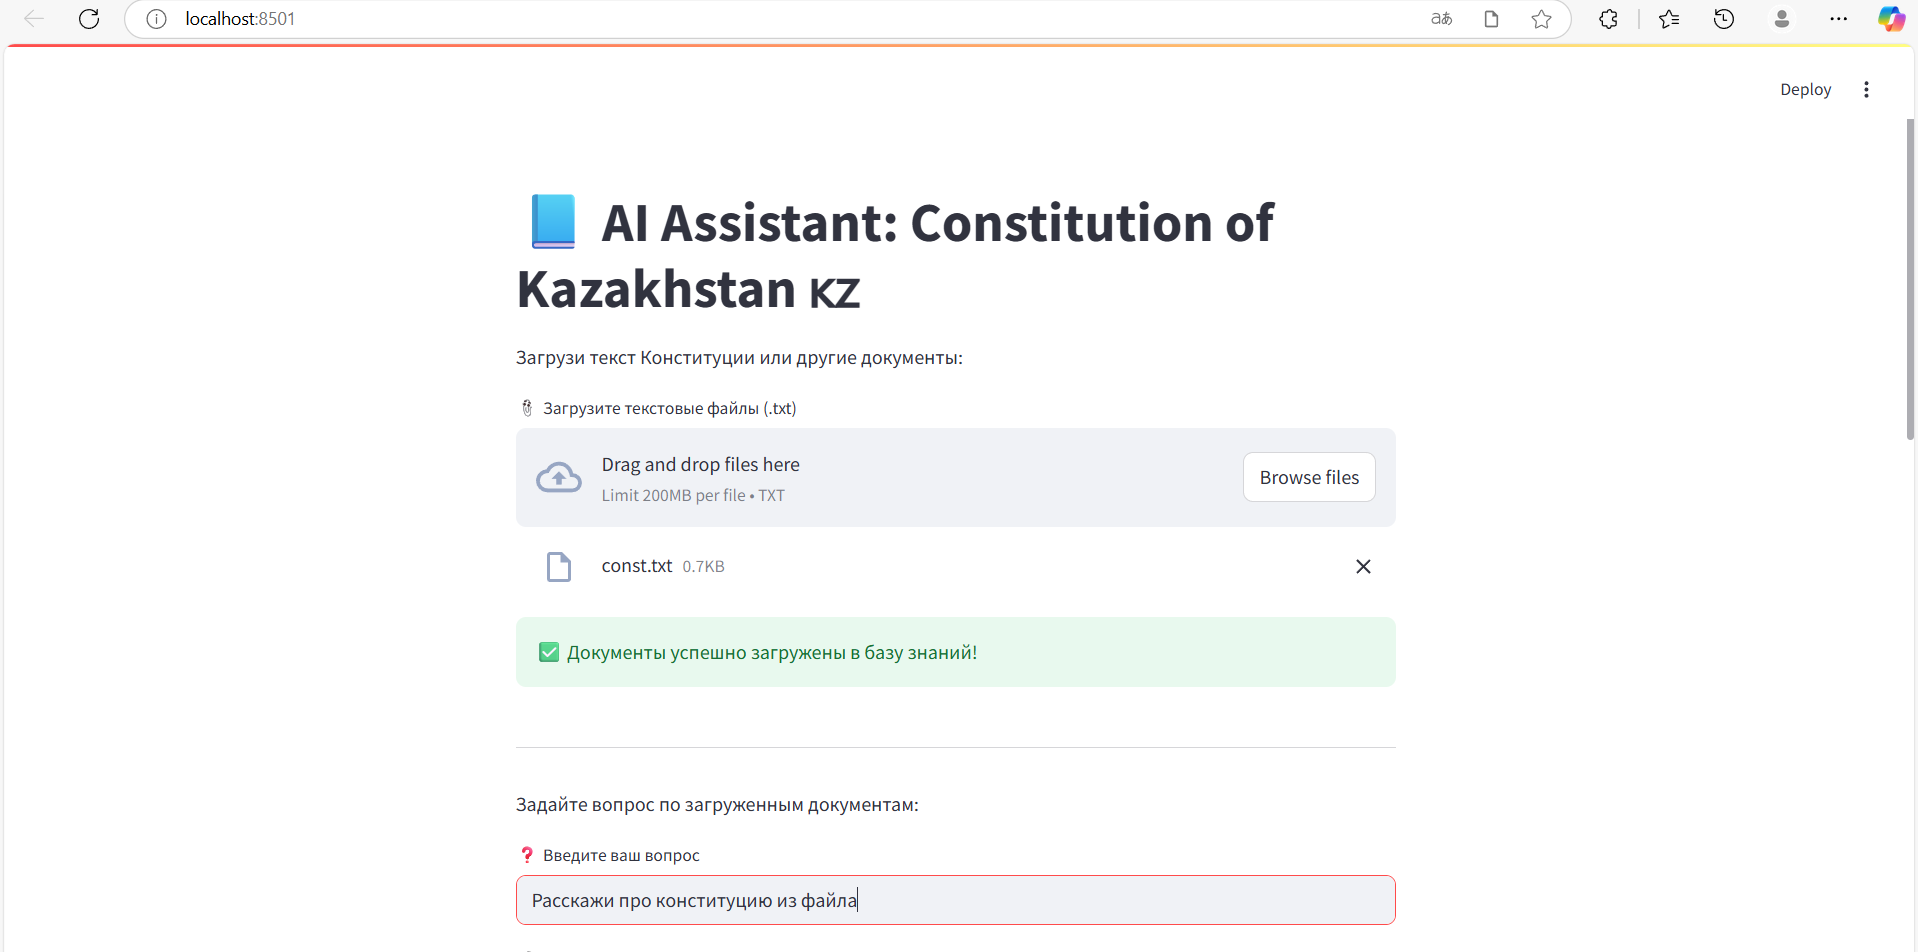 localhost:8501
Deploy
📘 AI Assistant: Constitution of
Kazakhstan KZ
Загрузи текст Конституции или другие документы:
Загрузите текстовые файлы (.txt)
Drag and drop files here
Limit 200MB per file • TXT
Browse files
const.txt 0.7KB
✅ Документы успешно загружены в базу знаний!
Задайте вопрос по загруженным документам:
❓ Введите ваш вопрос
Расскажи про конституцию из файла